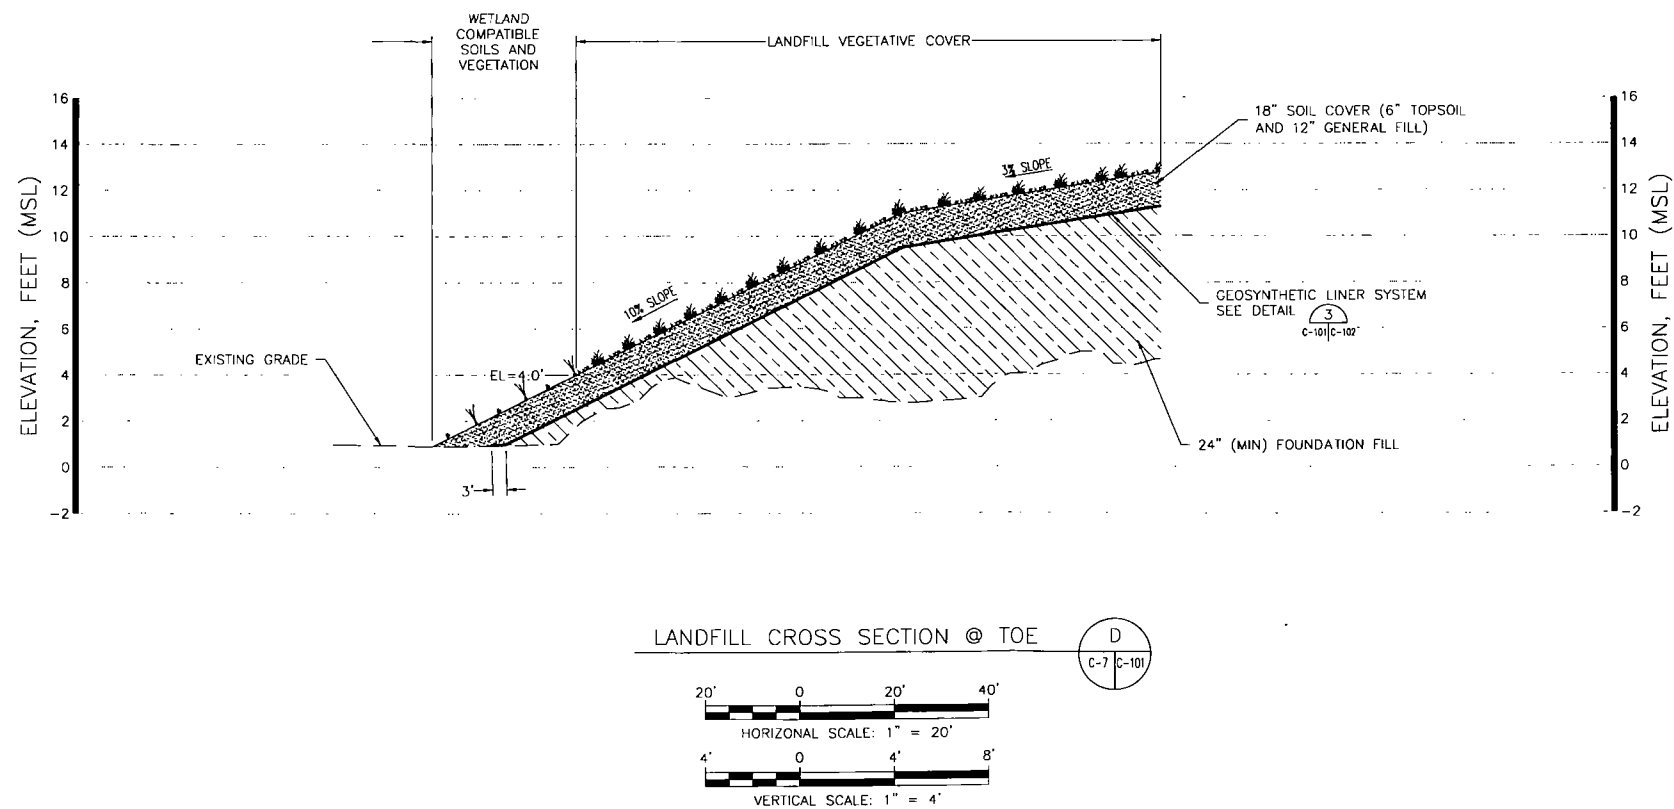 WETLAND
COMPATIBLE
SOILS AND
VEGETATION
LANDFILL VEGETATIVE COVER
16
14
12
10
8
6
4
2
0
-2
ELEVATION, FEET (MSL)
18" SOIL COVER (6" TOPSOIL
AND 12" GENERAL FILL)
3% SLOPE
10% SLOPE
GEOSYNTHETIC LINER SYSTEM
SEE DETAIL
3
C-101 C-102
EXISTING GRADE
EL=4.0'
24" (MIN) FOUNDATION FILL
3'
16
14
12
10
8
6
4
2
0
-2
ELEVATION, FEET (MSL)
LANDFILL CROSS SECTION @ TOE
D
C-7 C-101
20' 0 20' 40'
HORIZONAL SCALE: 1" = 20'
4' 0 4' 8'
VERTICAL SCALE: 1" = 4'